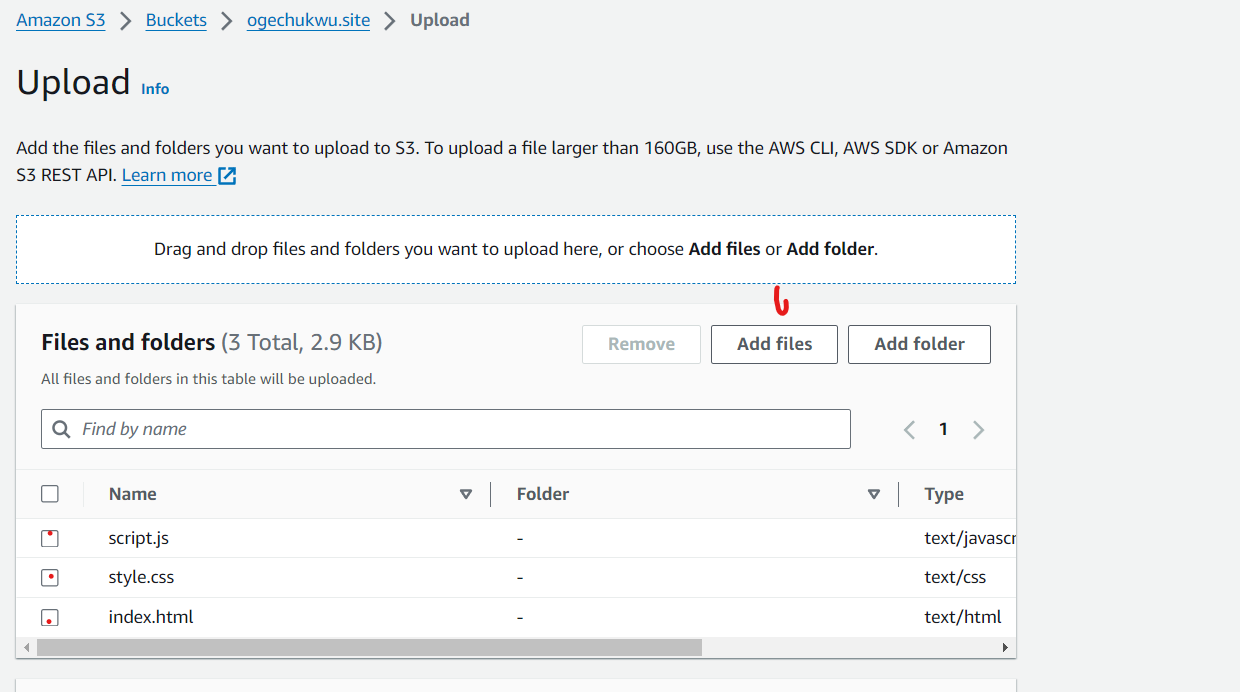 Amazon S3 > Buckets > ogechukwu.site > Upload
Upload Info
Add the files and folders you want to upload to S3. To upload a file larger than 160GB, use the AWS CLI, AWS SDK or Amazon
S3 REST API. Learn more
Drag and drop files and folders you want to upload here, or choose Add files or Add folder.
Files and folders (3 Total, 2.9 KB)
Remove
Add files
Add folder
All files and folders in this table will be uploaded.
Find by name
1
Name Folder Type
script.js - text/javascr
style.css - text/css
index.html - text/html